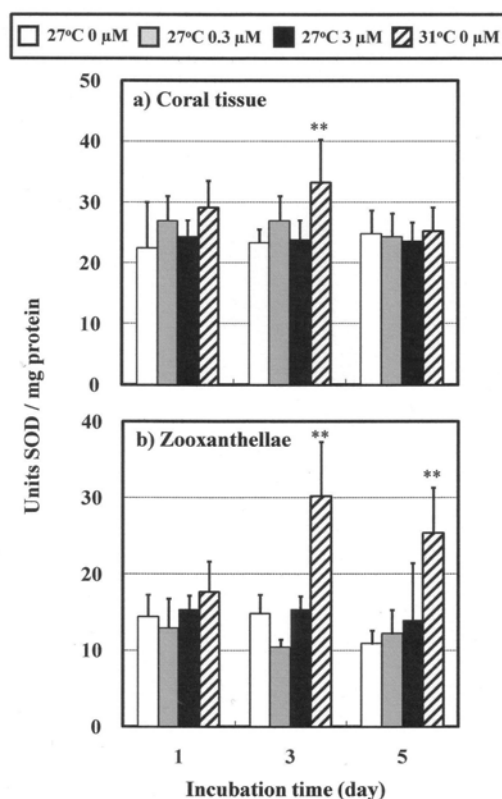 27°C 0 µM 27°C 0.3 µM 27°C 3 µM 31°C 0 µM
50
a) Coral tissue
**
40
30
20
10
0
Units SOD / mg protein
40
b) Zooxanthellae
** **
30
20
10
0
1 3 5
Incubation time (day)